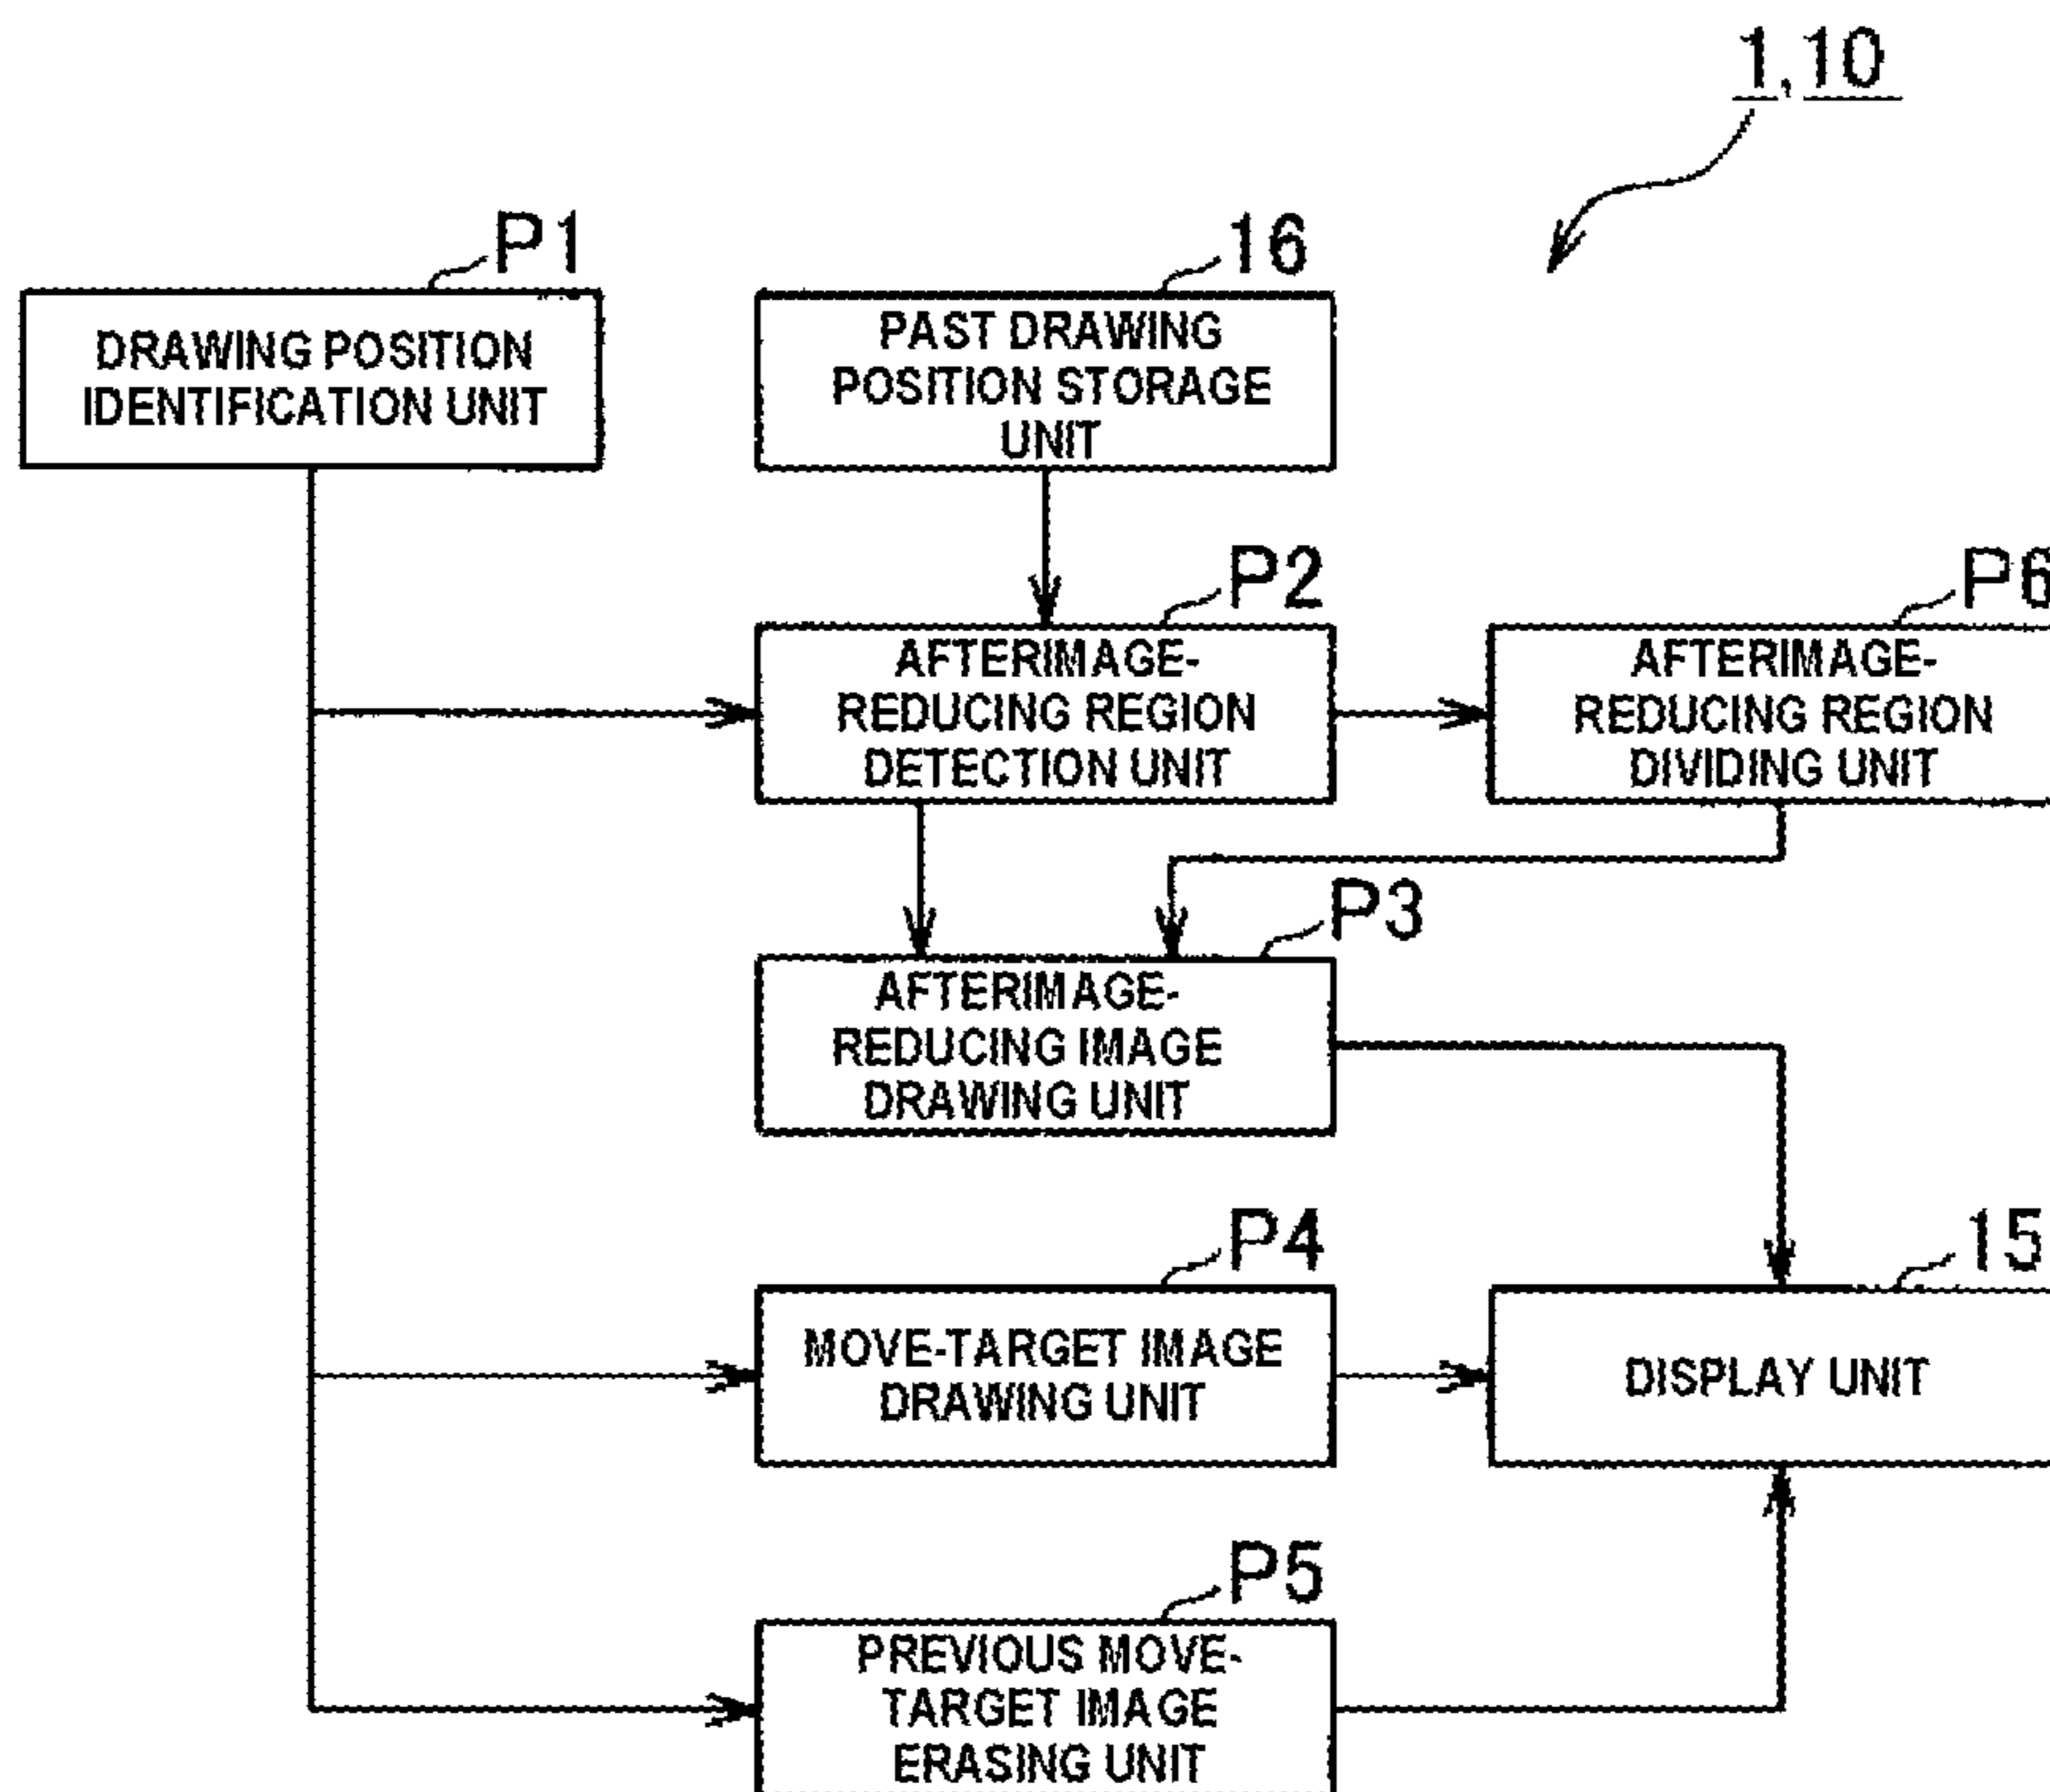 1, 10
P1
DRAWING POSITION
IDENTIFICATION UNIT
16
PAST DRAWING
POSITION STORAGE
UNIT
P2
AFTERIMAGE-
REDUCING REGION
DETECTION UNIT
P6
AFTERIMAGE-
REDUCING REGION
DIVIDING UNIT
P3
AFTERIMAGE-
REDUCING IMAGE
DRAWING UNIT
P4
MOVE-TARGET IMAGE
DRAWING UNIT
15
DISPLAY UNIT
P5
PREVIOUS MOVE-
TARGET IMAGE
ERASING UNIT